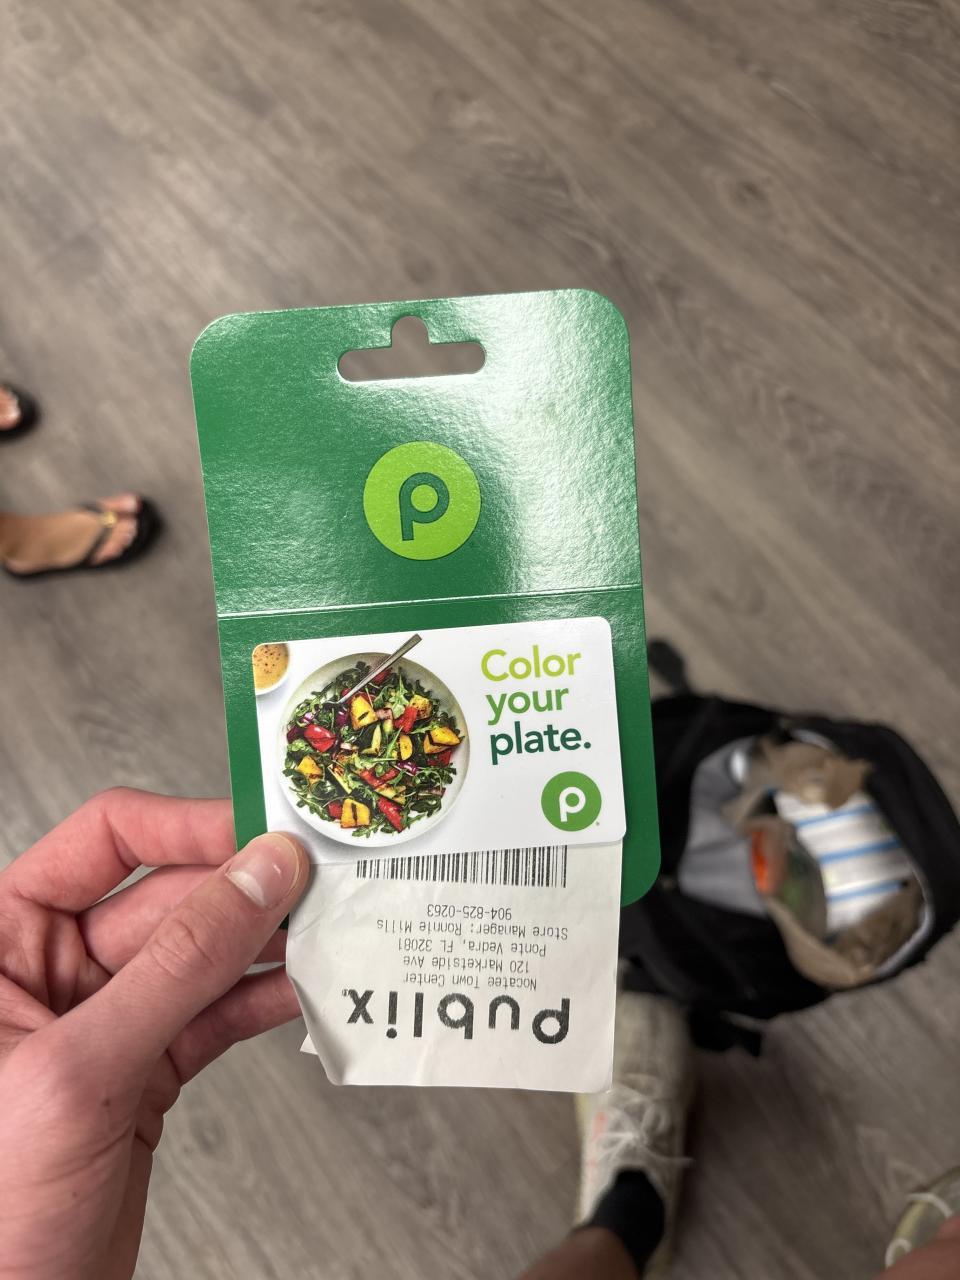 p
Color
your
plate.
p
Publix®
Nocatee Town Center
120 Marketside Ave
Ponte Vedra, FL 32081
Store Manager: Ronnie Mills
904-825-0263